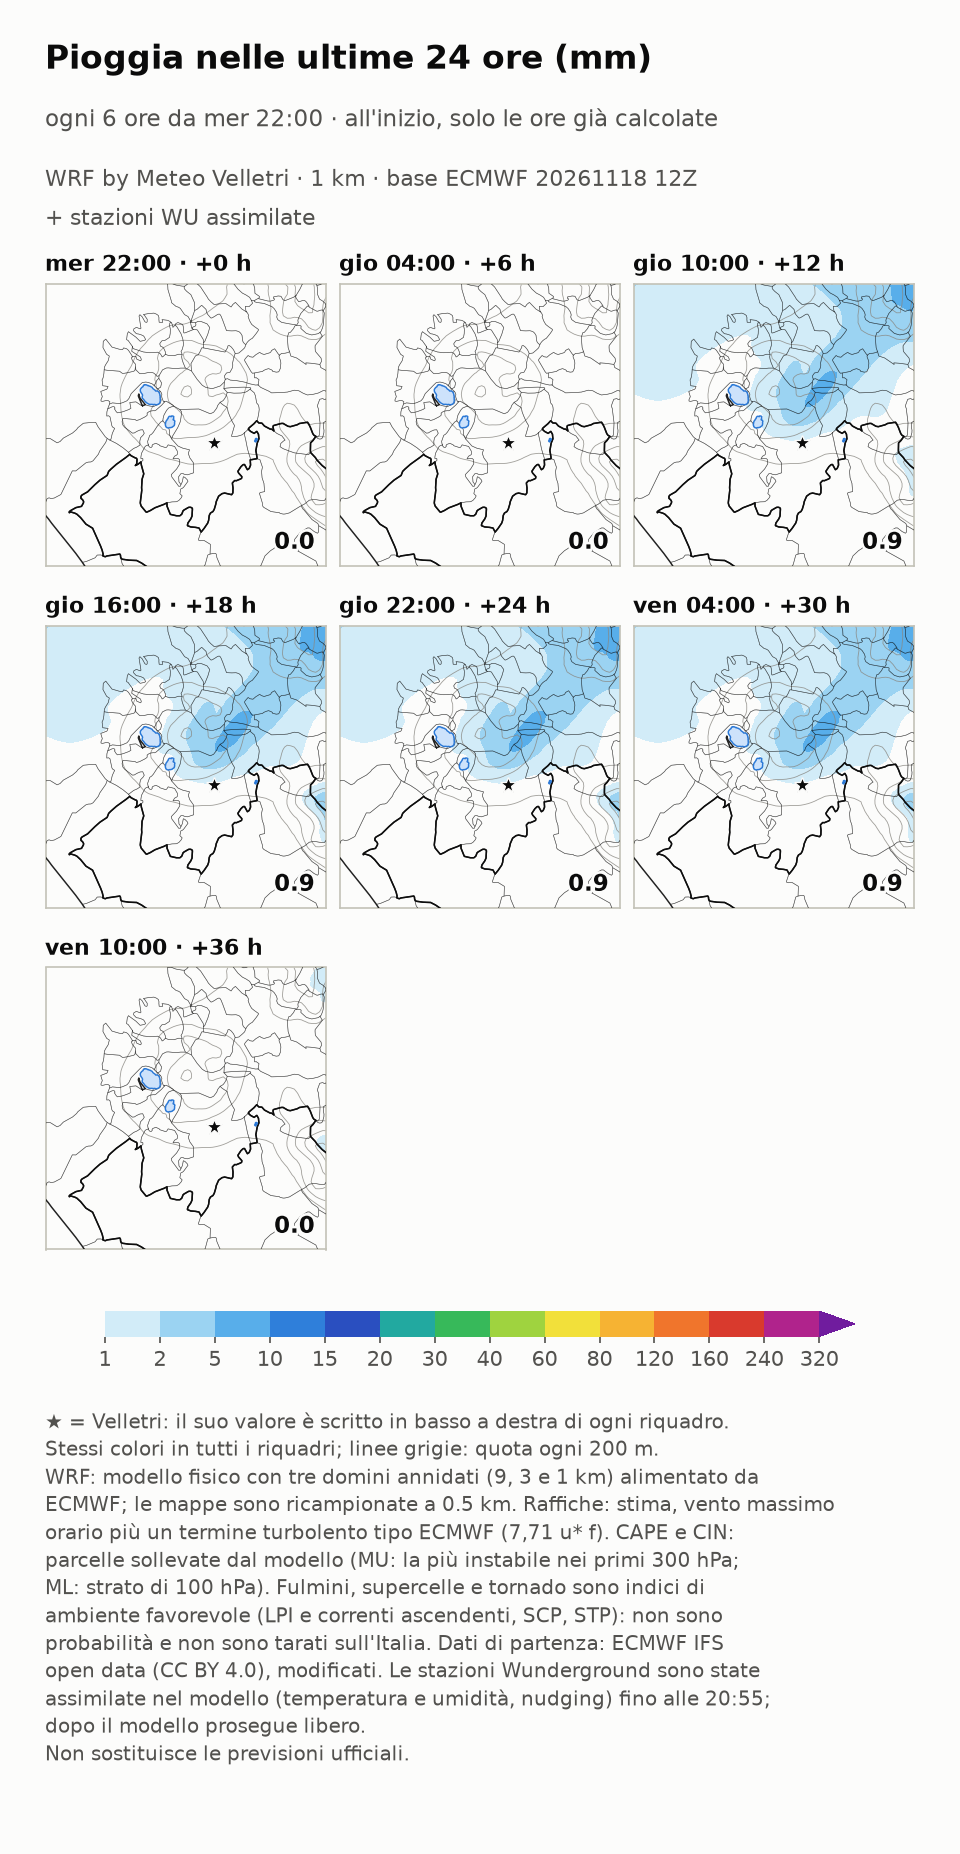 Pioggia nelle ultime 24 ore (mm)
ogni 6 ore da mer 22:00 · all'inizio, solo le ore già calcolate
WRF by Meteo Velletri · 1 km · base ECMWF 20261118 12Z
+ stazioni WU assimilate
mer 22:00 · +0 h
gio 04:00 · +6 h
gio 10:00 · +12 h
0.0
0.0
0.9
gio 16:00 · +18 h
gio 22:00 · +24 h
ven 04:00 · +30 h
0.9
0.9
0.9
ven 10:00 · +36 h
0.0
1 2 5 10 15 20 30 40 60 80 120 160 240 320
★ = Velletri: il suo valore è scritto in basso a destra di ogni riquadro.
Stessi colori in tutti i riquadri; linee grigie: quota ogni 200 m.
WRF: modello fisico con tre domini annidati (9, 3 e 1 km) alimentato da
ECMWF; le mappe sono ricampionate a 0.5 km. Raffiche: stima, vento massimo
orario più un termine turbolento tipo ECMWF (7,71 u* f). CAPE e CIN:
parcelle sollevate dal modello (MU: la più instabile nei primi 300 hPa;
ML: strato di 100 hPa). Fulmini, supercelle e tornado sono indici di
ambiente favorevole (LPI e correnti ascendenti, SCP, STP): non sono
probabilità e non sono tarati sull'Italia. Dati di partenza: ECMWF IFS
open data (CC BY 4.0), modificati. Le stazioni Wunderground sono state
assimilate nel modello (temperatura e umidità, nudging) fino alle 20:55;
dopo il modello prosegue libero.
Non sostituisce le previsioni ufficiali.